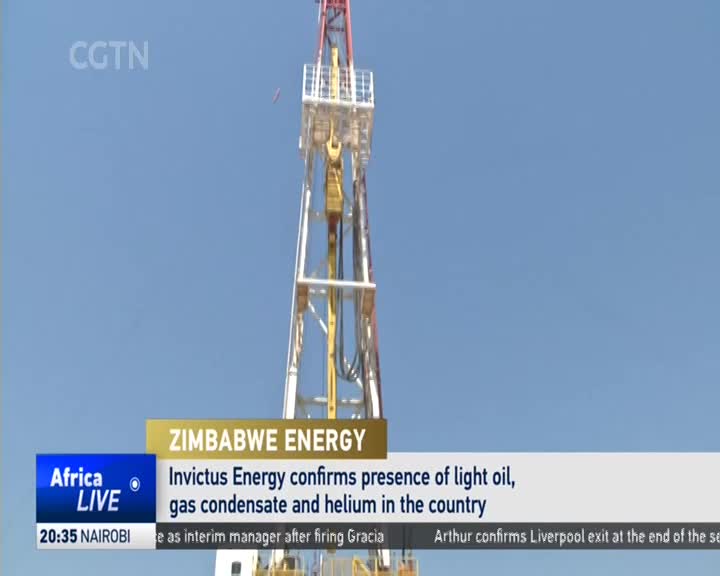 CGTN
ZIMBABWE ENERGY
Africa
LIVE
Invictus Energy confirms presence of light oil,
gas condensate and helium in the country
20:35 NAIROBI
as interim manager after firing Gracia
Arthur confirms Liverpool exit at the end of the